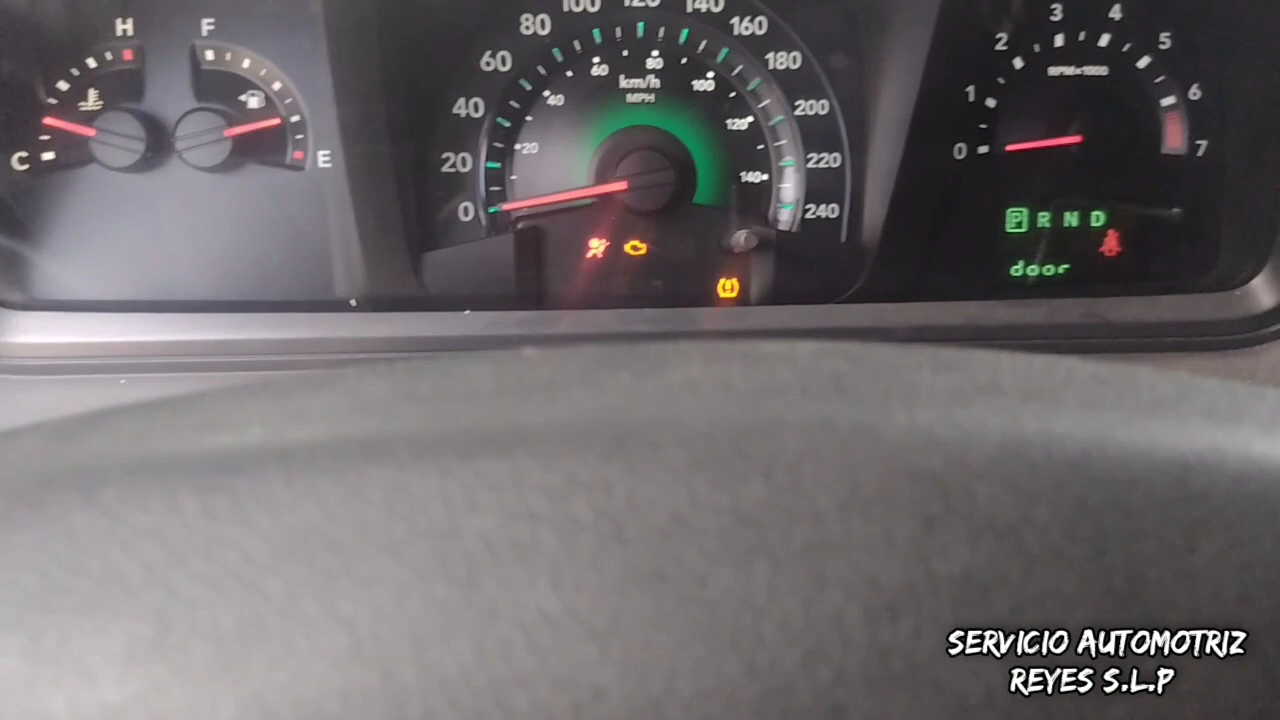 H F
C E
0 20 40 60 80 100 120 140 160 180 200 220 240
20 40 60 80 100 120 140
km/h
MPH
0 1 2 3 4 5 6 7
RPM×1000
P R N D
door
SERVICIO AUTOMOTRIZ
REYES S.L.P